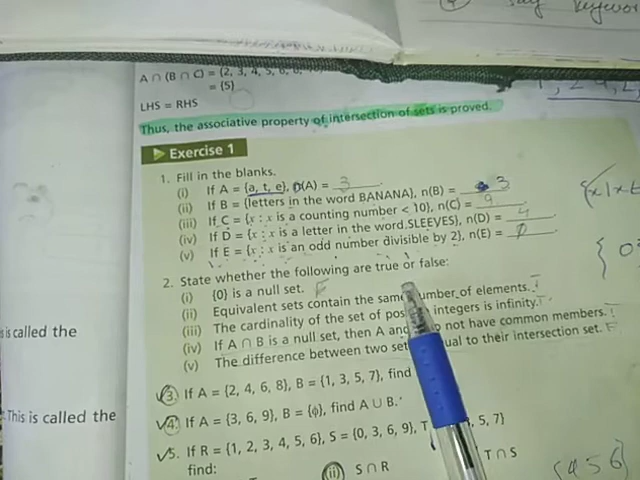 A ∩ (B ∩ C) = {2, 3, 4, 5, 6, 8,
= {5}
LHS = RHS
Thus, the associative property of intersection of sets is proved.
Exercise 1
1. Fill in the blanks.
(i) If A = {a, t, e}, n(A) = 3.
(ii) If B = {letters in the word BANANA}, n(B) = 3
(iii) If C = {x : x is a counting number < 10}, n(C) = 9
(iv) If D = {x : x is a letter in the word SLEEVES}, n(D) = 4
(v) If E = {x : x is an odd number divisible by 2}, n(E) = 0
2. State whether the following are true or false:
(i) {0} is a null set. F
(ii) Equivalent sets contain the same number of elements. T
(iii) The cardinality of the set of integers is infinity. T
(iv) If A ∩ B is a null set, then A not have common members. T
(v) The difference between two to their intersection set. F
3. If A = {2, 4, 6, 8}, B = {1, 3, 5, 7}, find
4. If A = {3, 6, 9}, B = {ϕ}, find A ∪ B.
5. If R = {1, 2, 3, 4, 5, 6}, S = {0, 3, 6, 9}, T 5, 7}
find:
(ii) S ∩ R T ∩ S
is called the
This is called the
{x | x
{ 0
{4 5 6}